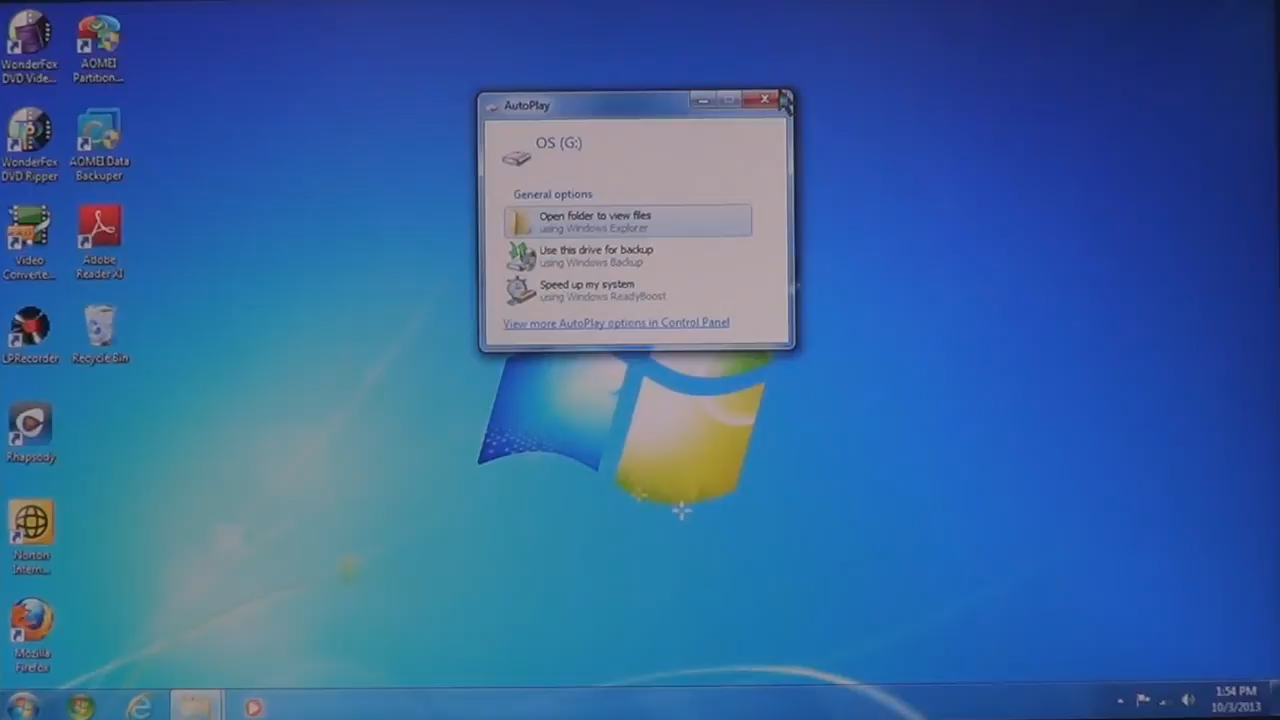 WonderFox
DVD Vide...
AOMEI
Partition...
WonderFox
DVD Ripper
AOMEI Data
Backuper
Video
Converte...
Adobe
Reader XI
LPRecorder
Recycle Bin
Rhapsody
Norton
Intern...
Mozilla
Firefox
AutoPlay
OS (G:)
General options
Open folder to view files
using Windows Explorer
Use this drive for backup
using Windows Backup
Speed up my system
using Windows ReadyBoost
View more AutoPlay options in Control Panel
1:54 PM
10/3/2013